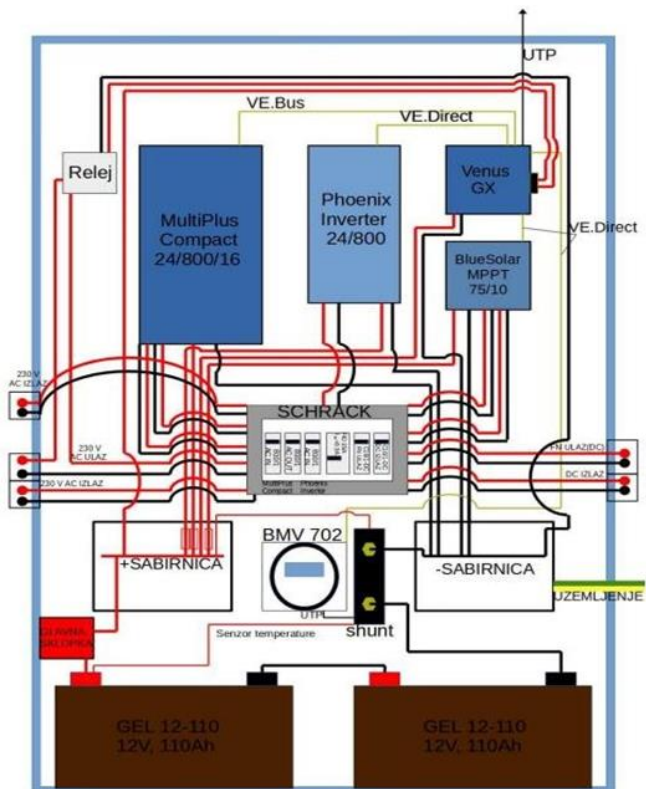 UTP
VE.Bus
VE.Direct
Relej
MultiPlus
Compact
24/800/16
Phoenix
Inverter
24/800
Venus
GX
VE.Direct
BlueSolar
MPPT
75/10
230 V
AC IZLAZ
230 V
AC ULAZ
230 V AC IZLAZ
SCHRACK
MultiPlus
Compact
Phoenix
Inverter
FN ULAZ(DC)
DC IZLAZ
+SABIRNICA
BMV 702
UTP
shunt
-SABIRNICA
UZEMLJENJE
GLAVNA
SKLOPKA
Senzor temperature
GEL 12-110
12V, 110Ah
GEL 12-110
12V, 110Ah